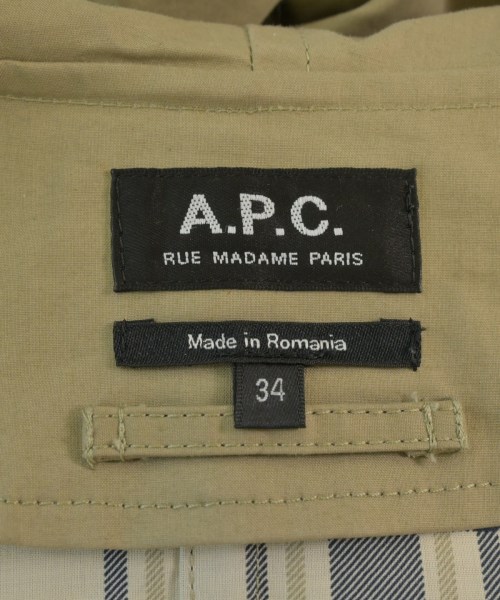 A.P.C.
RUE MADAME PARIS
Made in Romania
34